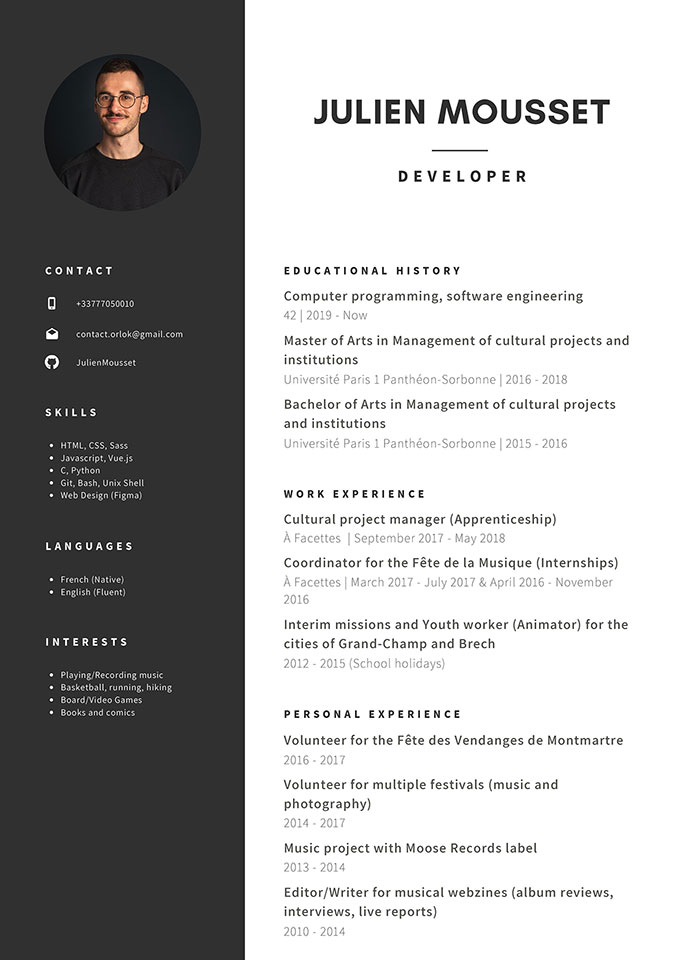 JULIEN MOUSSET
DEVELOPER
CONTACT
+33777050010
contact.orlok@gmail.com
JulienMousset
SKILLS
HTML, CSS, Sass
Javascript, Vue.js
C, Python
Git, Bash, Unix Shell
Web Design (Figma)
LANGUAGES
French (Native)
English (Fluent)
INTERESTS
Playing/Recording music
Basketball, running, hiking
Board/Video Games
Books and comics
EDUCATIONAL HISTORY
Computer programming, software engineering
42 | 2019 - Now
Master of Arts in Management of cultural projects and
institutions
Université Paris 1 Panthéon-Sorbonne | 2016 - 2018
Bachelor of Arts in Management of cultural projects
and institutions
Université Paris 1 Panthéon-Sorbonne | 2015 - 2016
WORK EXPERIENCE
Cultural project manager (Apprenticeship)
À Facettes | September 2017 - May 2018
Coordinator for the Fête de la Musique (Internships)
À Facettes | March 2017 - July 2017 & April 2016 - November
2016
Interim missions and Youth worker (Animator) for the
cities of Grand-Champ and Brech
2012 - 2015 (School holidays)
PERSONAL EXPERIENCE
Volunteer for the Fête des Vendanges de Montmartre
2016 - 2017
Volunteer for multiple festivals (music and
photography)
2014 - 2017
Music project with Moose Records label
2013 - 2014
Editor/Writer for musical webzines (album reviews,
interviews, live reports)
2010 - 2014